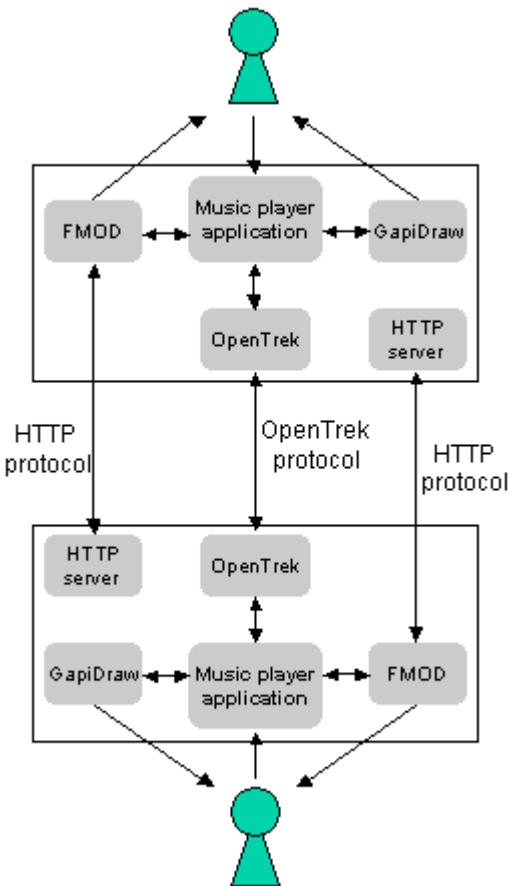 FMOD
Music player
application
GapiDraw
OpenTrek
HTTP
server
HTTP
protocol
OpenTrek
protocol
HTTP
protocol
HTTP
server
OpenTrek
GapiDraw
Music player
application
FMOD